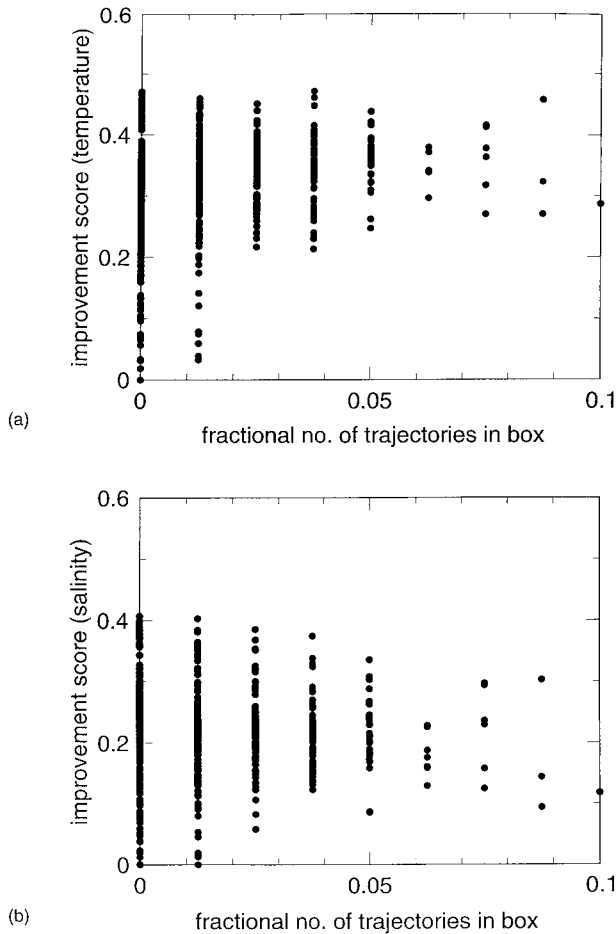 0.6
0.4
0.2
0
improvement score (temperature)
0
0.05
0.1
fractional no. of trajectories in box
(a)
0.6
0.4
0.2
0
improvement score (salinity)
0
0.05
0.1
fractional no. of trajectories in box
(b)